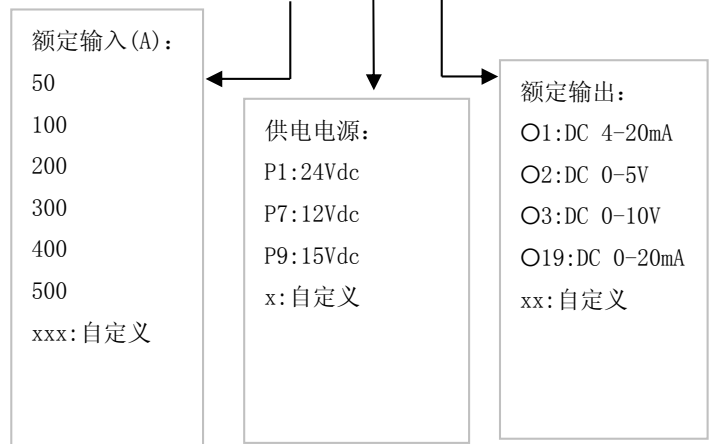 额定输入(A):
50
100
200
300
400
500
xxx:自定义
供电电源:
P1:24Vdc
P7:12Vdc
P9:15Vdc
x:自定义
额定输出:
O1:DC 4-20mA
O2:DC 0-5V
O3:DC 0-10V
O19:DC 0-20mA
xx:自定义